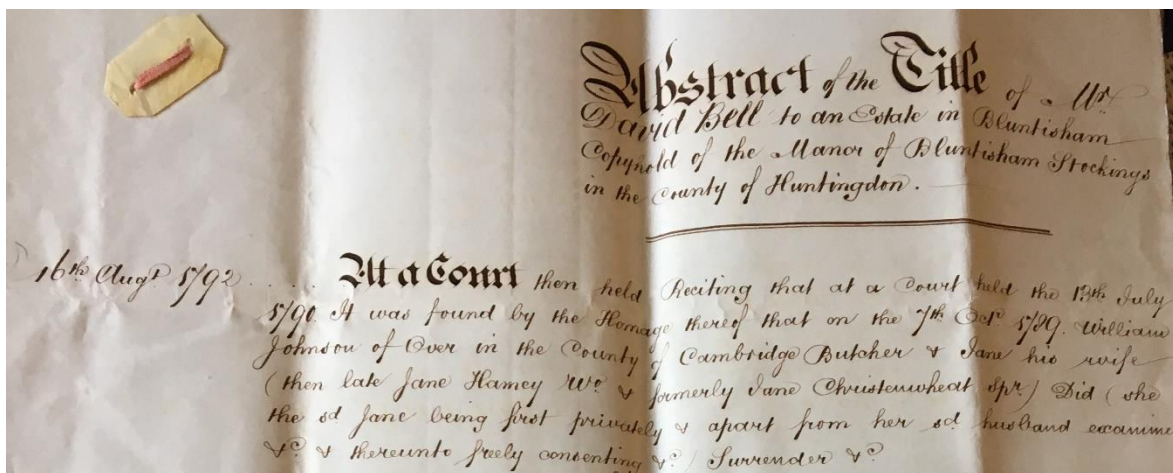 Abstract of the Title of Mr.
David Bell to an Estate in Bluntisham
Copyhold of the Manor of Bluntisham Stockings
in the County of Huntingdon.
16th Augt 1792 .... At a Court then held Reciting that at a Court held the 13th July
1790. It was found by the Homage thereof that on the 7th Octr 1789. William
Johnson of Over in the County of Cambridge Butcher & Jane his wife
(then late Jane Hamey Wo. & formerly Jane Christenwheat Spr.) Did (she
the sd Jane being first privately & apart from her sd husband examine
&c. & thereunto freely consenting &c.) Surrender &c.